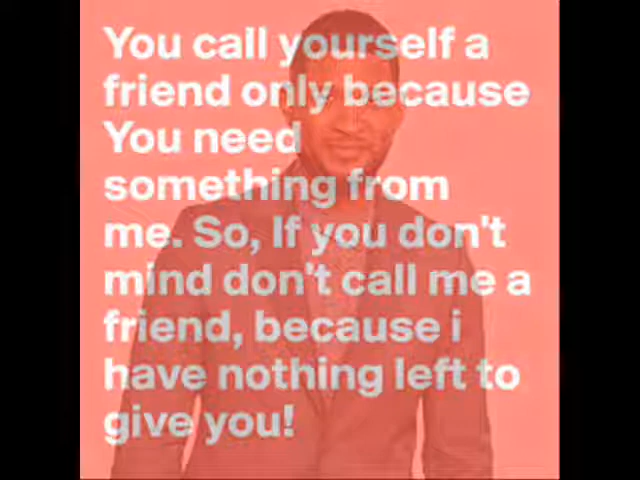 You call yourself a
friend only because
You need
something from
me. So, If you don't
mind don't call me a
friend, because i
have nothing left to
give you!